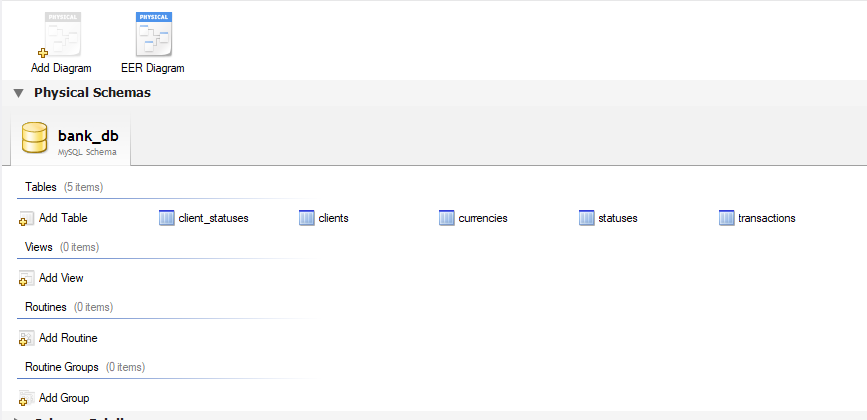 PHYSICAL PHYSICAL
Add Diagram EER Diagram
Physical Schemas
bank_db
MySQL Schema
Tables (5 items)
Add Table client_statuses clients currencies statuses transactions
Views (0 items)
Add View
Routines (0 items)
Add Routine
Routine Groups (0 items)
Add Group